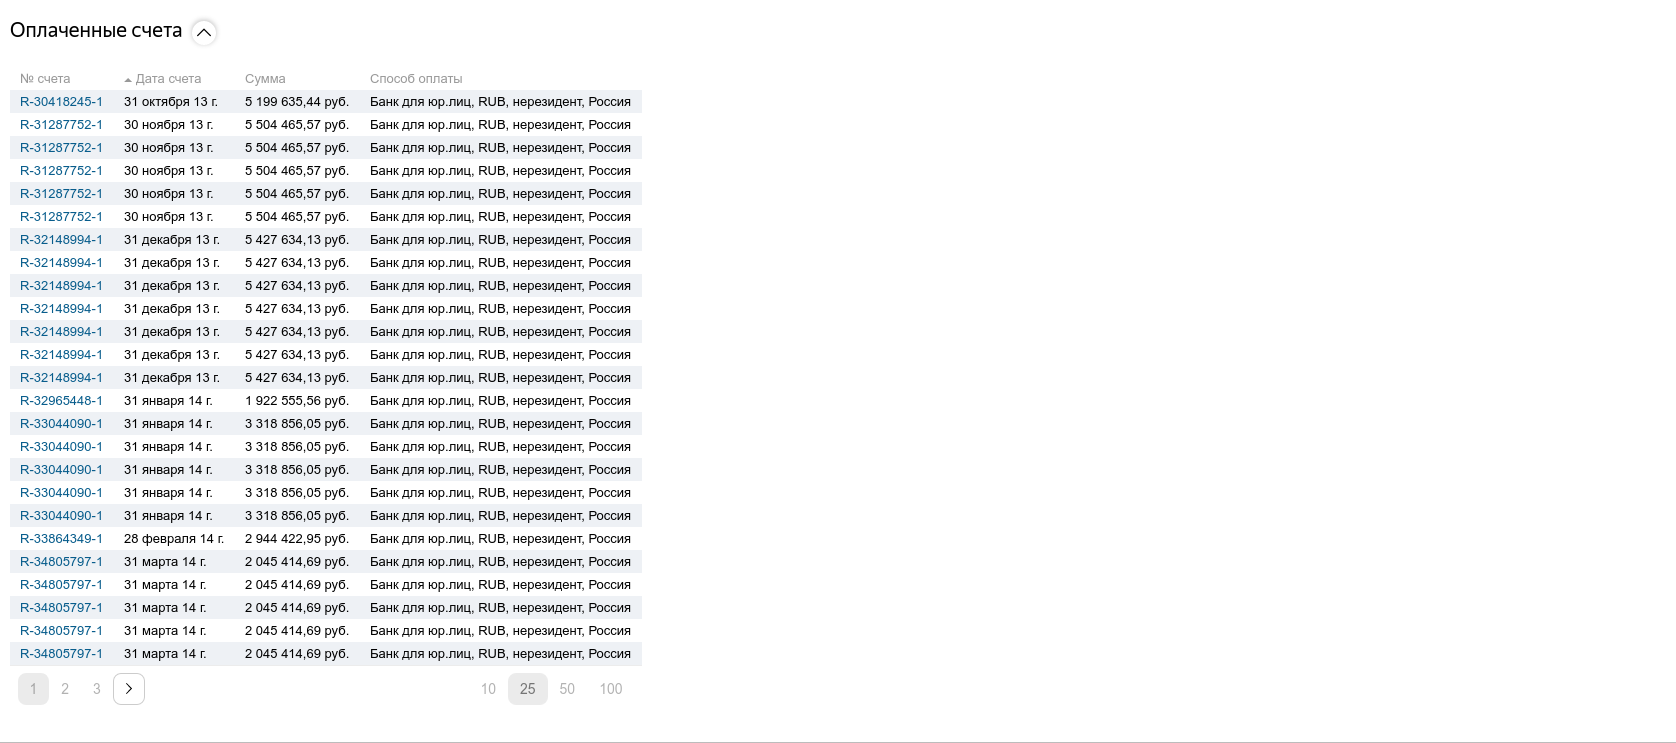 Оплаченные счета
№ счета Дата счета Сумма Способ оплаты
R-30418245-1 31 октября 13 г. 5 199 635,44 руб. Банк для юр.лиц, RUB, нерезидент, Россия
R-31287752-1 30 ноября 13 г. 5 504 465,57 руб. Банк для юр.лиц, RUB, нерезидент, Россия
R-31287752-1 30 ноября 13 г. 5 504 465,57 руб. Банк для юр.лиц, RUB, нерезидент, Россия
R-31287752-1 30 ноября 13 г. 5 504 465,57 руб. Банк для юр.лиц, RUB, нерезидент, Россия
R-31287752-1 30 ноября 13 г. 5 504 465,57 руб. Банк для юр.лиц, RUB, нерезидент, Россия
R-31287752-1 30 ноября 13 г. 5 504 465,57 руб. Банк для юр.лиц, RUB, нерезидент, Россия
R-32148994-1 31 декабря 13 г. 5 427 634,13 руб. Банк для юр.лиц, RUB, нерезидент, Россия
R-32148994-1 31 декабря 13 г. 5 427 634,13 руб. Банк для юр.лиц, RUB, нерезидент, Россия
R-32148994-1 31 декабря 13 г. 5 427 634,13 руб. Банк для юр.лиц, RUB, нерезидент, Россия
R-32148994-1 31 декабря 13 г. 5 427 634,13 руб. Банк для юр.лиц, RUB, нерезидент, Россия
R-32148994-1 31 декабря 13 г. 5 427 634,13 руб. Банк для юр.лиц, RUB, нерезидент, Россия
R-32148994-1 31 декабря 13 г. 5 427 634,13 руб. Банк для юр.лиц, RUB, нерезидент, Россия
R-32148994-1 31 декабря 13 г. 5 427 634,13 руб. Банк для юр.лиц, RUB, нерезидент, Россия
R-32965448-1 31 января 14 г. 1 922 555,56 руб. Банк для юр.лиц, RUB, нерезидент, Россия
R-33044090-1 31 января 14 г. 3 318 856,05 руб. Банк для юр.лиц, RUB, нерезидент, Россия
R-33044090-1 31 января 14 г. 3 318 856,05 руб. Банк для юр.лиц, RUB, нерезидент, Россия
R-33044090-1 31 января 14 г. 3 318 856,05 руб. Банк для юр.лиц, RUB, нерезидент, Россия
R-33044090-1 31 января 14 г. 3 318 856,05 руб. Банк для юр.лиц, RUB, нерезидент, Россия
R-33044090-1 31 января 14 г. 3 318 856,05 руб. Банк для юр.лиц, RUB, нерезидент, Россия
R-33864349-1 28 февраля 14 г. 2 944 422,95 руб. Банк для юр.лиц, RUB, нерезидент, Россия
R-34805797-1 31 марта 14 г. 2 045 414,69 руб. Банк для юр.лиц, RUB, нерезидент, Россия
R-34805797-1 31 марта 14 г. 2 045 414,69 руб. Банк для юр.лиц, RUB, нерезидент, Россия
R-34805797-1 31 марта 14 г. 2 045 414,69 руб. Банк для юр.лиц, RUB, нерезидент, Россия
R-34805797-1 31 марта 14 г. 2 045 414,69 руб. Банк для юр.лиц, RUB, нерезидент, Россия
R-34805797-1 31 марта 14 г. 2 045 414,69 руб. Банк для юр.лиц, RUB, нерезидент, Россия
1 2 3 10 25 50 100